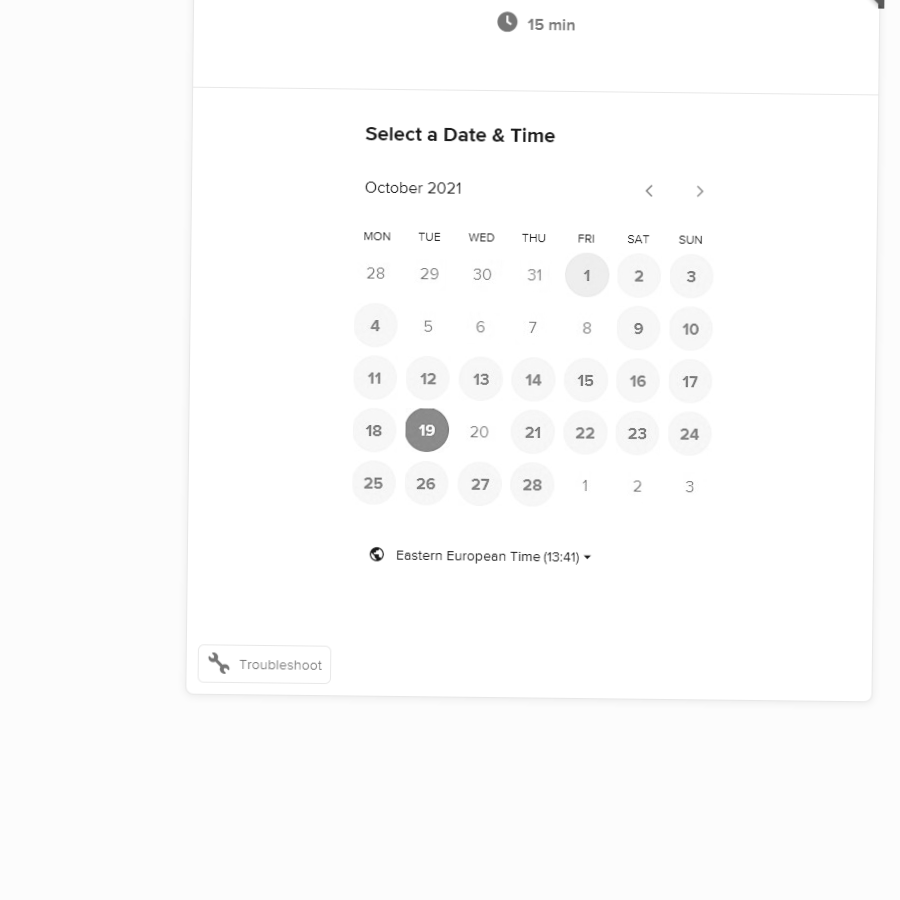 15 min
Select a Date & Time
October 2021
MON TUE WED THU FRI SAT SUN
28 29 30 31 1 2 3
4 5 6 7 8 9 10
11 12 13 14 15 16 17
18 19 20 21 22 23 24
25 26 27 28 1 2 3
Eastern European Time (13:41)
Troubleshoot